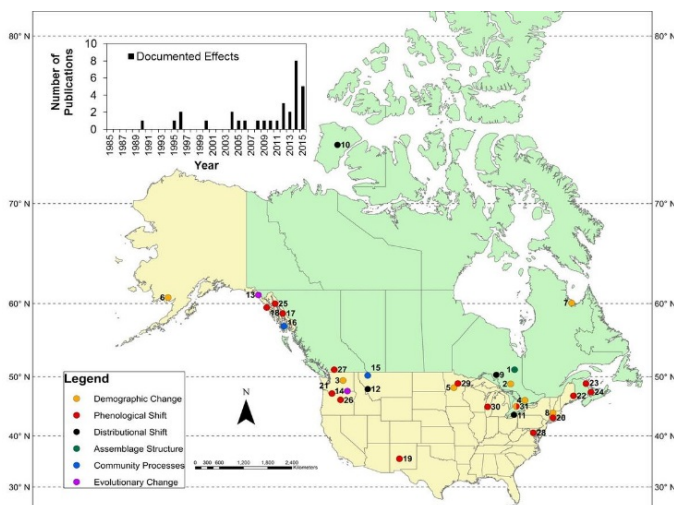 80° N
80° N
Number of
Publications
10
8
6
4
2
0
Documented Effects
1985
1987
1989
1991
1993
1995
1997
1999
2001
2003
2005
2007
2009
2011
2013
2015
Year
10
70° N
70° N
60° N
60° N
6
13
25
18
17
16
7
50° N
50° N
27
3
15
21
14
12
26
5
29
9
1
2
23
24
22
30
4
31
11
8
20
28
19
40° N
40° N
30° N
30° N
Legend
Demographic Change
Phenological Shift
Distributional Shift
Assemblage Structure
Community Processes
Evolutionary Change
N
0 300 600 1,200 1,800 2,400
Kilometers